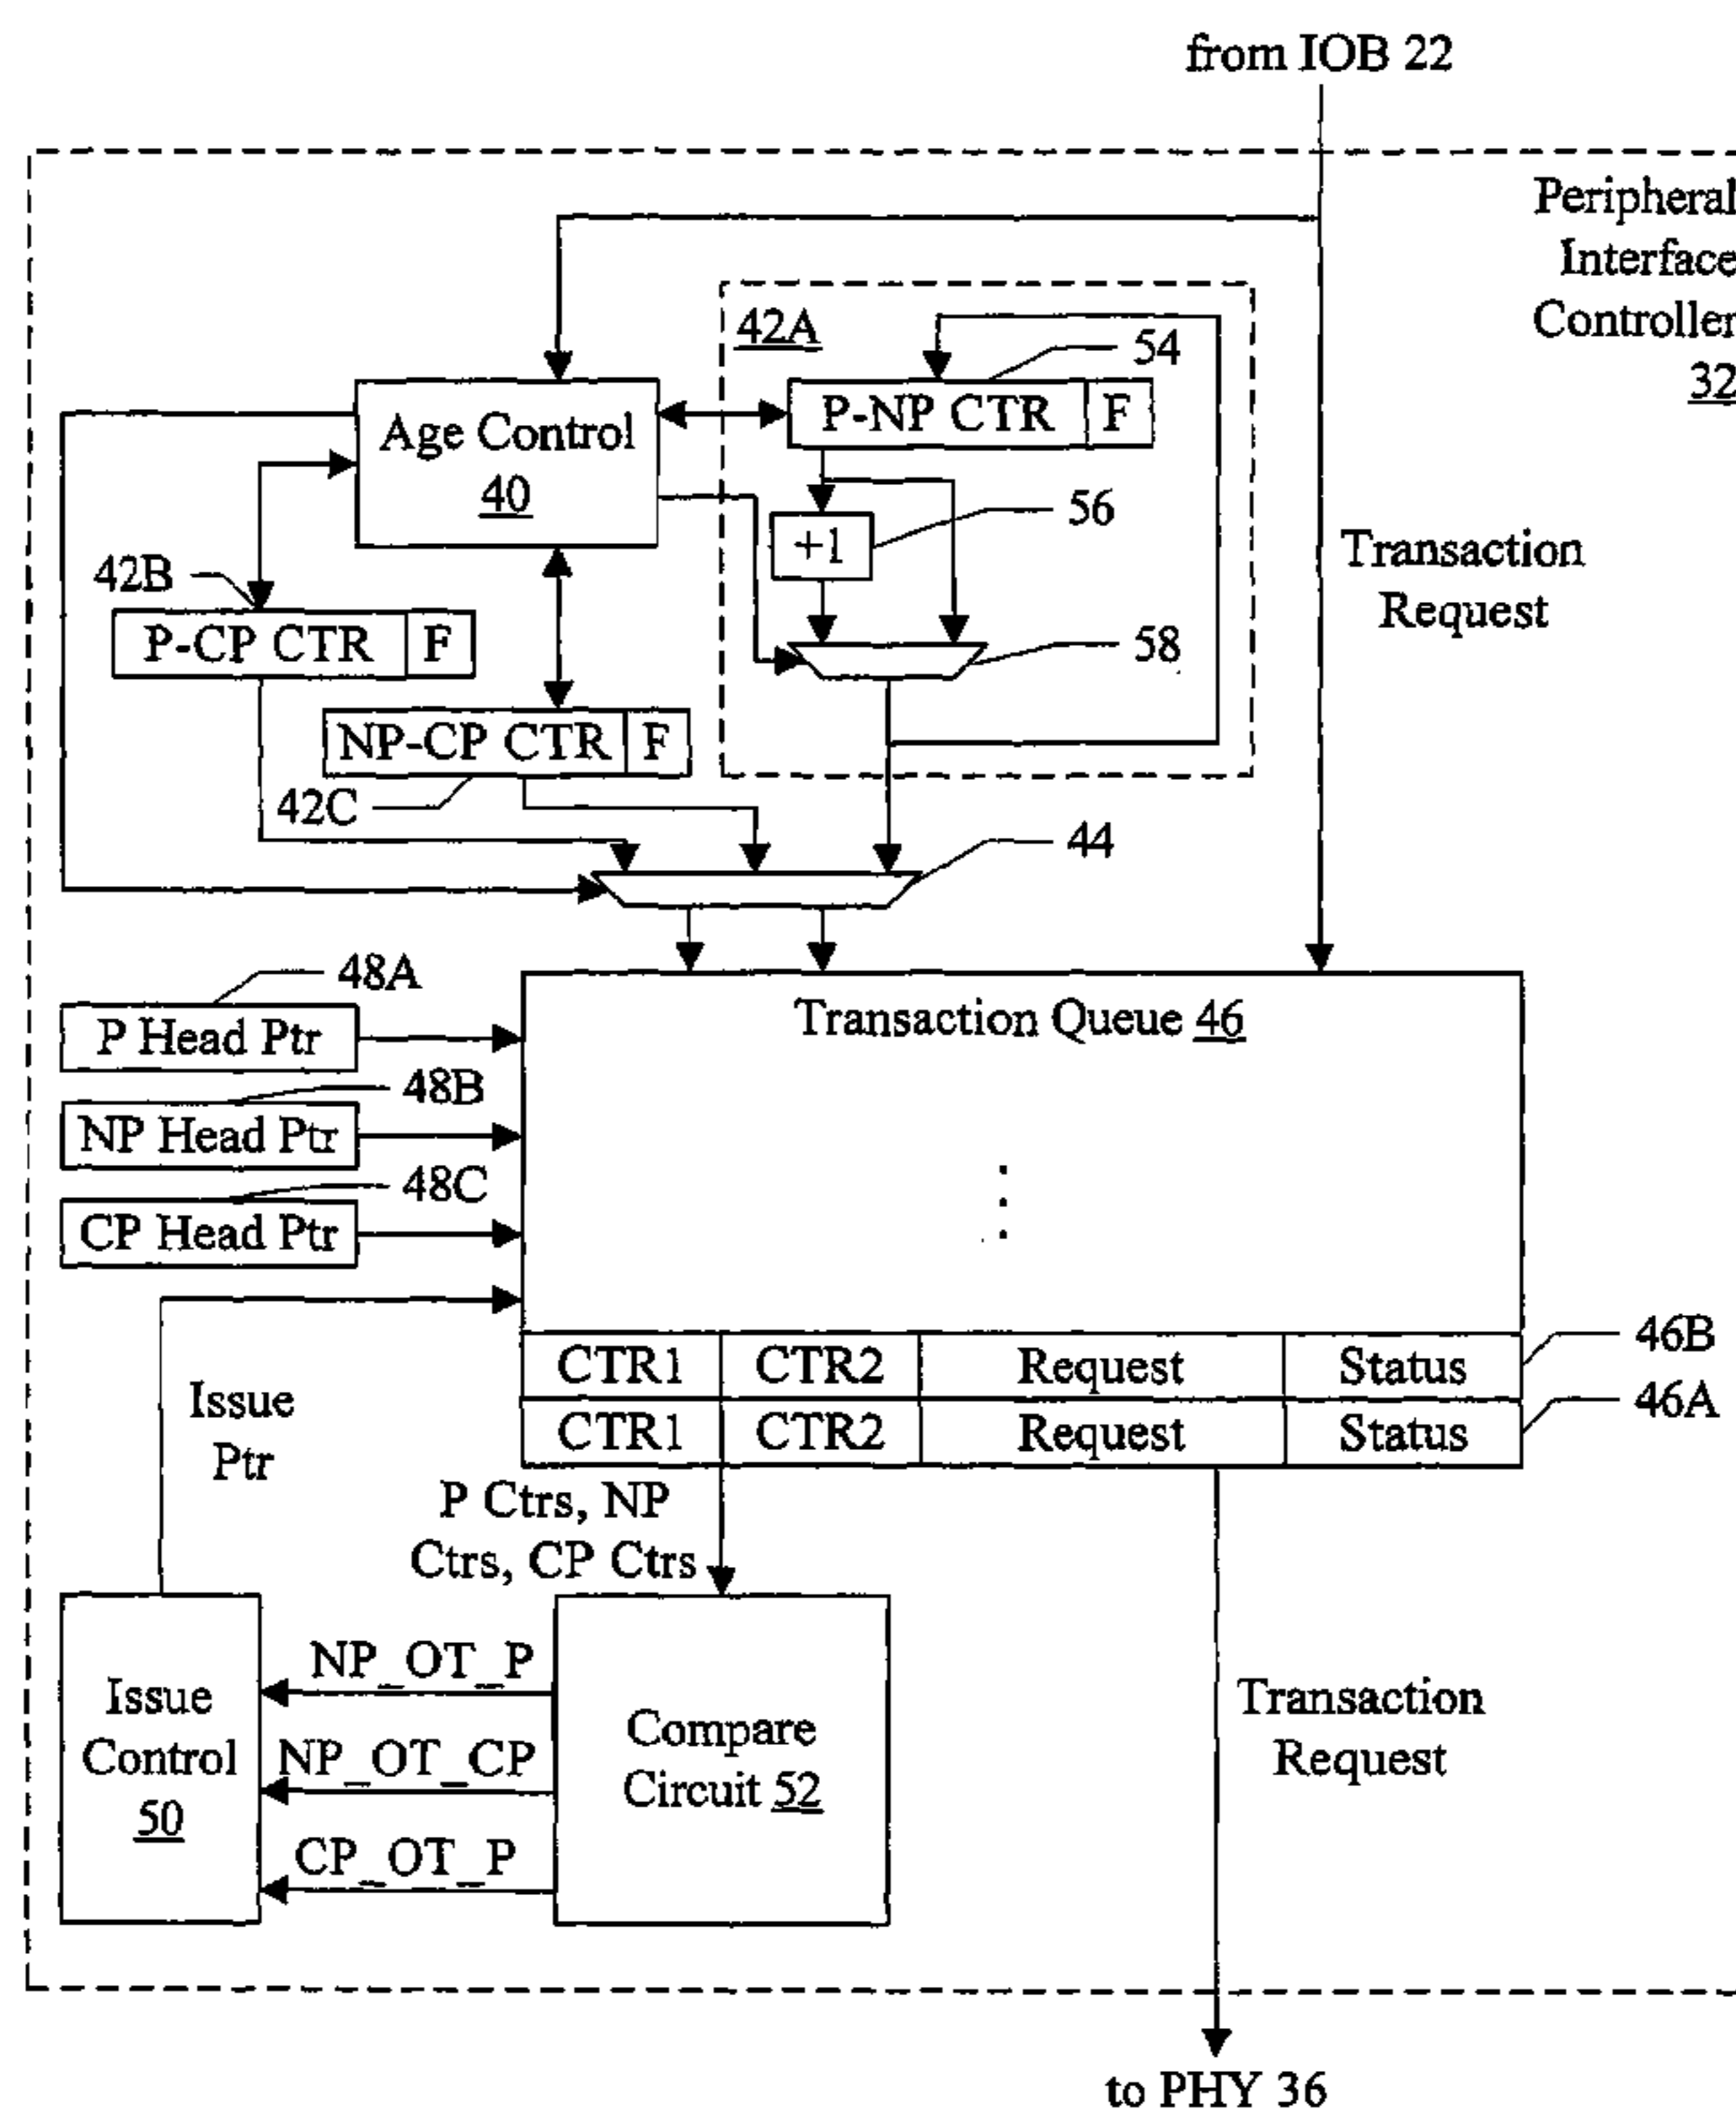 from IOB 22
Peripheral
Interface
Controller
32
42A
54
P-NP CTR F
Age Control
40
56
+1
Transaction
Request
42B
P-CP CTR F
58
NP-CP CTR F
42C
44
48A
P Head Ptr
Transaction Queue 46
48B
NP Head Ptr
48C
CP Head Ptr
CTR1 CTR2 Request Status
46B
CTR1 CTR2 Request Status
46A
Issue
Ptr
P Ctrs, NP
Ctrs, CP Ctrs
NP_OT_P
Issue
Control
50
NP_OT_CP
Compare
Circuit 52
CP_OT_P
Transaction
Request
to PHY 36